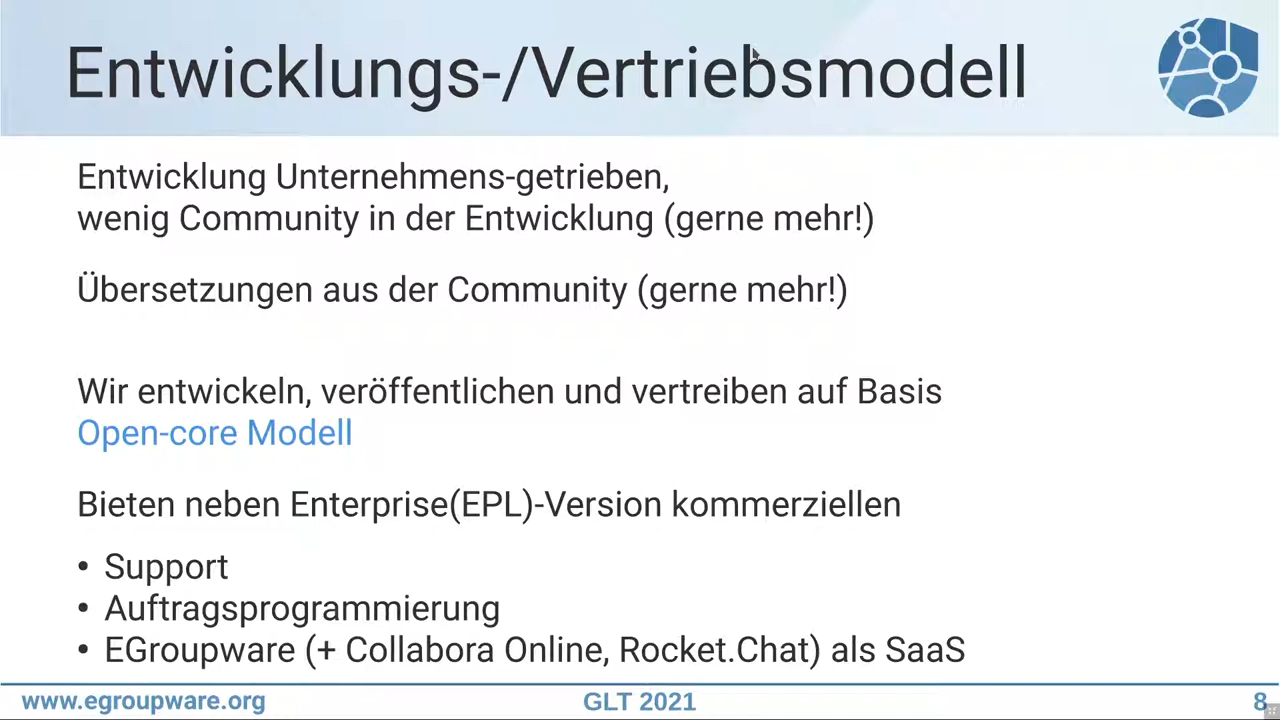 Entwicklungs-/Vertriebsmodell
Entwicklung Unternehmens-getrieben,
wenig Community in der Entwicklung (gerne mehr!)
Übersetzungen aus der Community (gerne mehr!)
Wir entwickeln, veröffentlichen und vertreiben auf Basis
Open-core Modell
Bieten neben Enterprise(EPL)-Version kommerziellen
• Support
• Auftragsprogrammierung
• EGroupware (+ Collabora Online, Rocket.Chat) als SaaS
www.egroupware.org GLT 2021 8